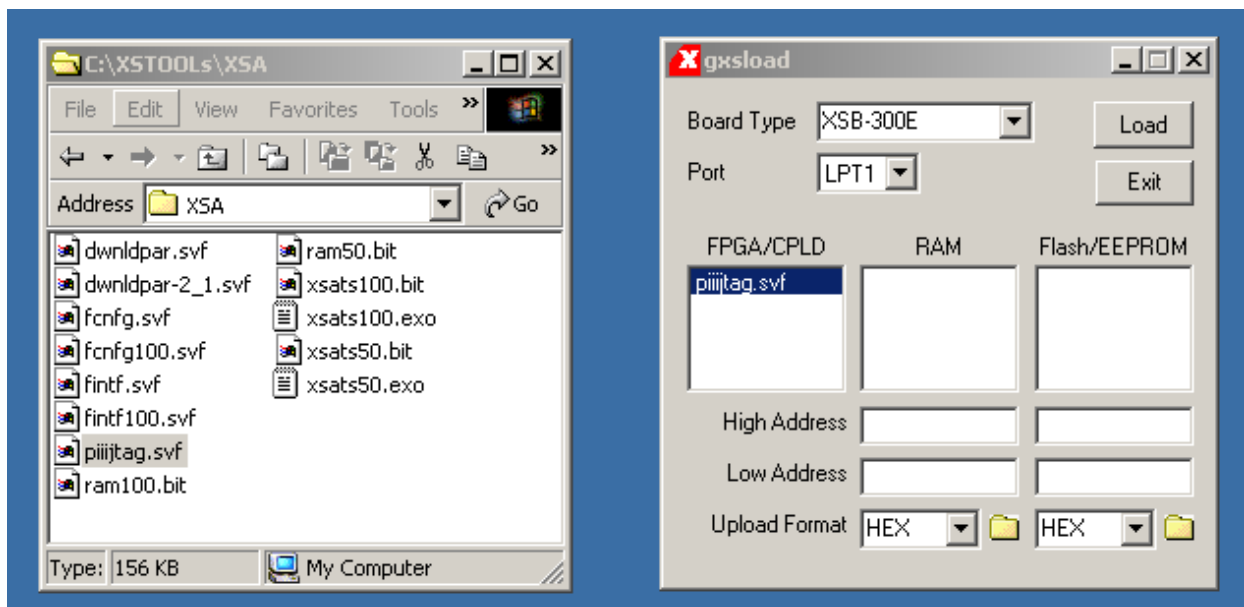 C:\XSTOOLs\XSA
File Edit View Favorites Tools »
»
Address XSA Go
dwnldpar.svf
dwnldpar-2_1.svf
fcnfg.svf
fcnfg100.svf
fintf.svf
fintf100.svf
piiijtag.svf
ram100.bit
ram50.bit
xsats100.bit
xsats100.exo
xsats50.bit
xsats50.exo
Type: 156 KB My Computer
X gxsload
Board Type XSB-300E Load
Port LPT1 Exit
FPGA/CPLD RAM Flash/EEPROM
piiijtag.svf
High Address
Low Address
Upload Format HEX HEX